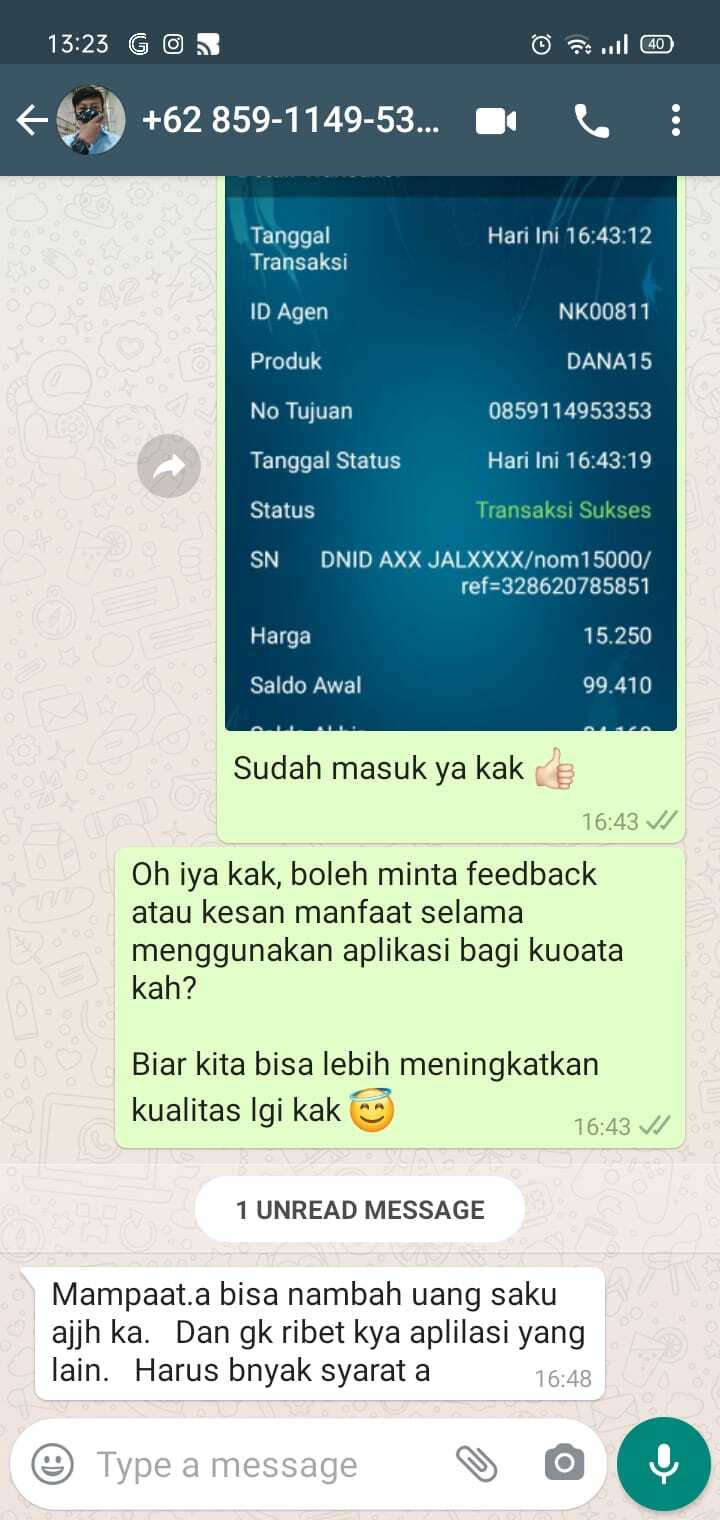 13:23
40
+62 859-1149-53...
Tanggal Transaksi Hari Ini 16:43:12
ID Agen NK00811
Produk DANA15
No Tujuan 0859114953353
Tanggal Status Hari Ini 16:43:19
Status Transaksi Sukses
SN DNID AXX JALXXXX/nom15000/
ref=328620785851
Harga 15.250
Saldo Awal 99.410
Sudah masuk ya kak 👍🏻
16:43
Oh iya kak, boleh minta feedback
atau kesan manfaat selama
menggunakan aplikasi bagi kuoata
kah?
Biar kita bisa lebih meningkatkan
kualitas lgi kak 😇
16:43
1 UNREAD MESSAGE
Mampaat.a bisa nambah uang saku
ajjh ka. Dan gk ribet kya aplilasi yang
lain. Harus bnyak syarat a
16:48
Type a message